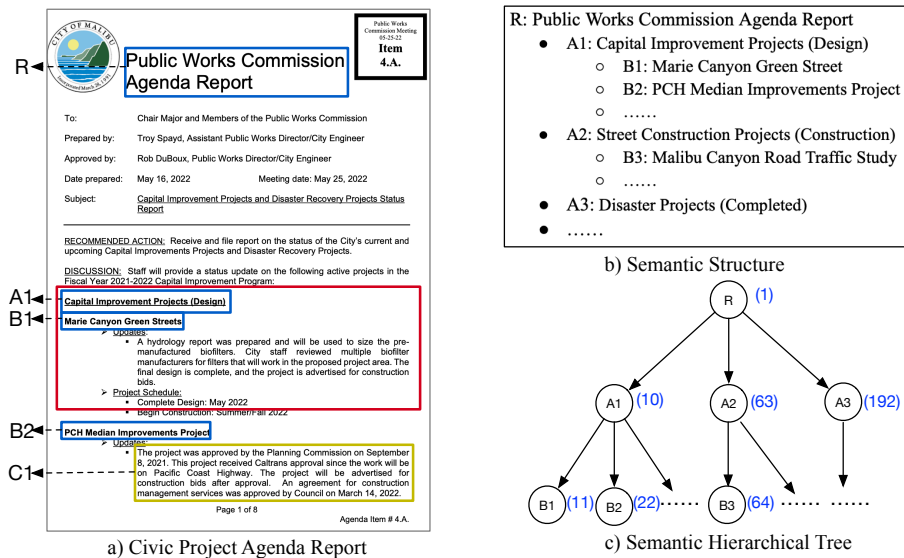 CITY OF MALIBU
Incorporated March 28, 1991
Public Works
Commission Meeting
05-25-22
Item
4.A.
R
Public Works Commission
Agenda Report
To: Chair Major and Members of the Public Works Commission
Prepared by: Troy Spayd, Assistant Public Works Director/City Engineer
Approved by: Rob DuBoux, Public Works Director/City Engineer
Date prepared: May 16, 2022 Meeting date: May 25, 2022
Subject: Capital Improvement Projects and Disaster Recovery Projects Status
Report
RECOMMENDED ACTION: Receive and file report on the status of the City's current and
upcoming Capital Improvements Projects and Disaster Recovery Projects.
DISCUSSION: Staff will provide a status update on the following active projects in the
Fiscal Year 2021-2022 Capital Improvement Program:
A1
Capital Improvement Projects (Design)
B1
Marie Canyon Green Streets
➢ Updates:
▪ A hydrology report was prepared and will be used to size the pre-
manufactured biofilters. City staff reviewed multiple biofilter
manufacturers for filters that will work in the proposed project area. The
final design is complete, and the project is advertised for construction
bids.
➢ Project Schedule:
▪ Complete Design: May 2022
▪ Begin Construction: Summer/Fall 2022
B2
PCH Median Improvements Project
➢ Updates:
C1
▪ The project was approved by the Planning Commission on September
8, 2021. This project received Caltrans approval since the work will be
on Pacific Coast Highway. The project will be advertised for
construction bids after approval. An agreement for construction
management services was approved by Council on March 14, 2022.
Page 1 of 8
Agenda Item # 4.A.
a) Civic Project Agenda Report
R: Public Works Commission Agenda Report
● A1: Capital Improvement Projects (Design)
○ B1: Marie Canyon Green Street
○ B2: PCH Median Improvements Project
○ ……
● A2: Street Construction Projects (Construction)
○ B3: Malibu Canyon Road Traffic Study
○ ……
● A3: Disaster Projects (Completed)
● ……
b) Semantic Structure
R (1)
A1 (10) A2 (63) A3 (192)
B1 (11) B2 (22) …… B3 (64) …… ……
c) Semantic Hierarchical Tree